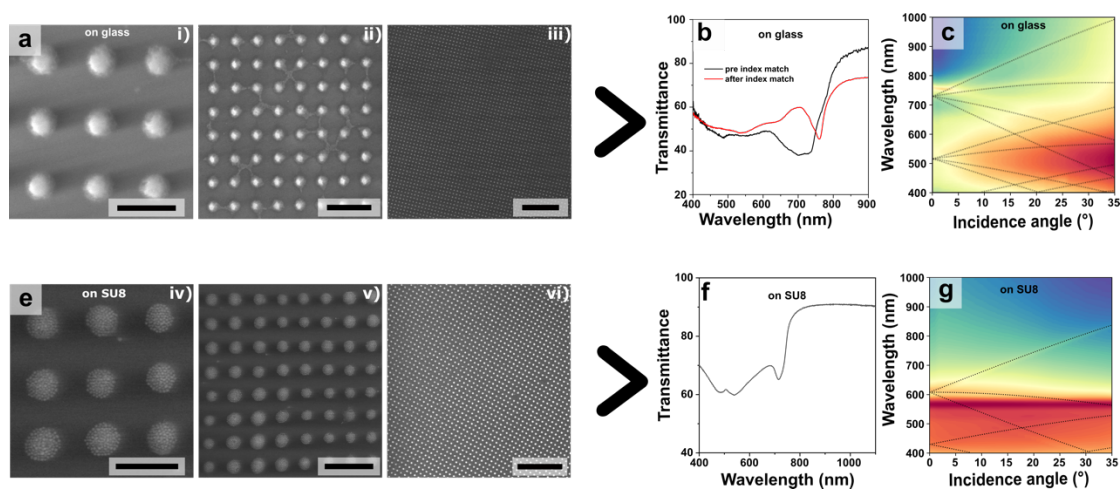 a
on glass
i)
ii)
iii)
b
on glass
pre index match
after index match
Transmittance
100
80
60
40
20
400
500
600
700
800
900
Wavelength (nm)
c
on glass
Wavelength (nm)
1000
900
800
700
600
500
400
0
5
10
15
20
25
30
35
Incidence angle (°)
e
on SU8
iv)
v)
vi)
f
on SU8
Transmittance
100
80
60
40
400
600
800
1000
Wavelength (nm)
g
on SU8
Wavelength (nm)
1000
900
800
700
600
500
400
0
5
10
15
20
25
30
35
Incidence angle (°)